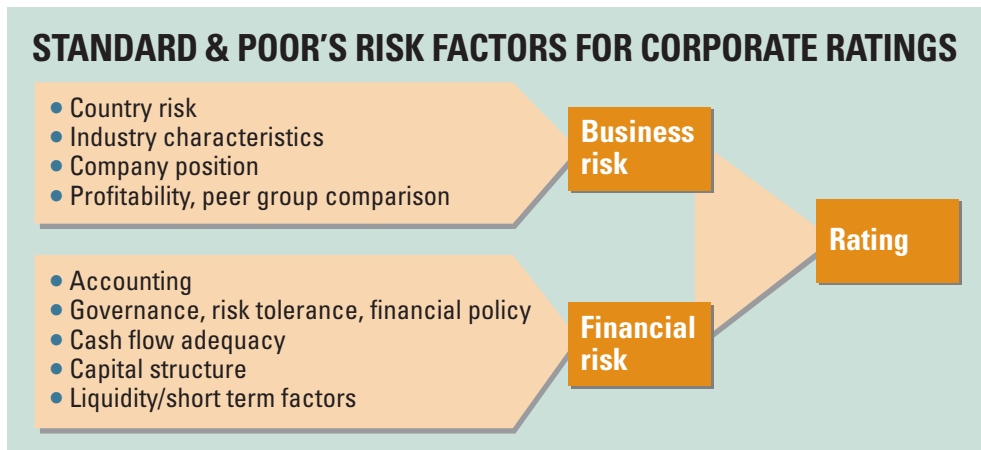 STANDARD & POOR'S RISK FACTORS FOR CORPORATE RATINGS
• Country risk
• Industry characteristics
• Company position
• Profitability, peer group comparison
Business
risk
Rating
• Accounting
• Governance, risk tolerance, financial policy
• Cash flow adequacy
• Capital structure
• Liquidity/short term factors
Financial
risk